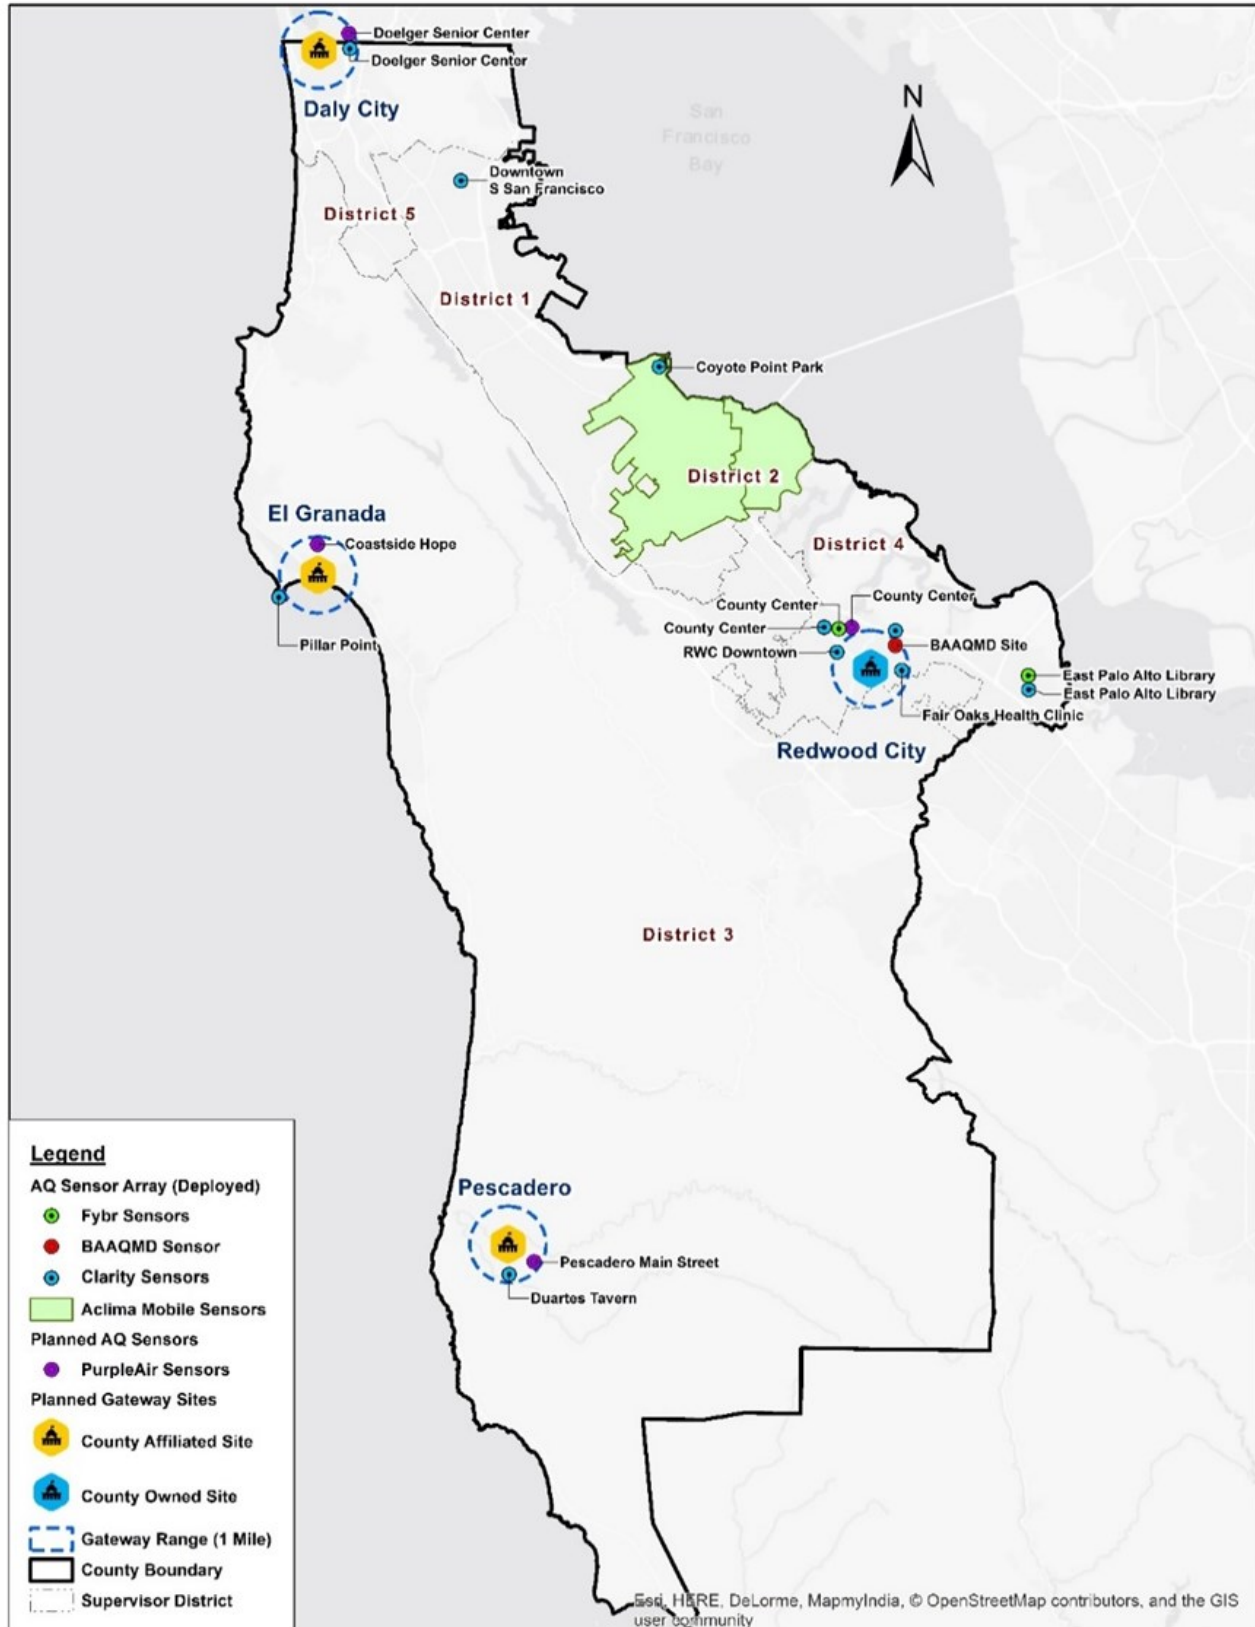 Doelger Senior Center
Doelger Senior Center
Daly City
N
San
Francisco
Bay
Downtown
S San Francisco
District 5
District 1
Coyote Point Park
District 2
El Granada
Coastside Hope
District 4
County Center
County Center
County Center
RWC Downtown
BAAQMD Site
Pillar Point
East Palo Alto Library
East Palo Alto Library
Fair Oaks Health Clinic
Redwood City
District 3
Pescadero
Pescadero Main Street
Duartes Tavern
Legend
AQ Sensor Array (Deployed)
Fybr Sensors
BAAQMD Sensor
Clarity Sensors
Aclima Mobile Sensors
Planned AQ Sensors
PurpleAir Sensors
Planned Gateway Sites
County Affiliated Site
County Owned Site
Gateway Range (1 Mile)
County Boundary
Supervisor District
Esri, HERE, DeLorme, MapmyIndia, © OpenStreetMap contributors, and the GIS
user community